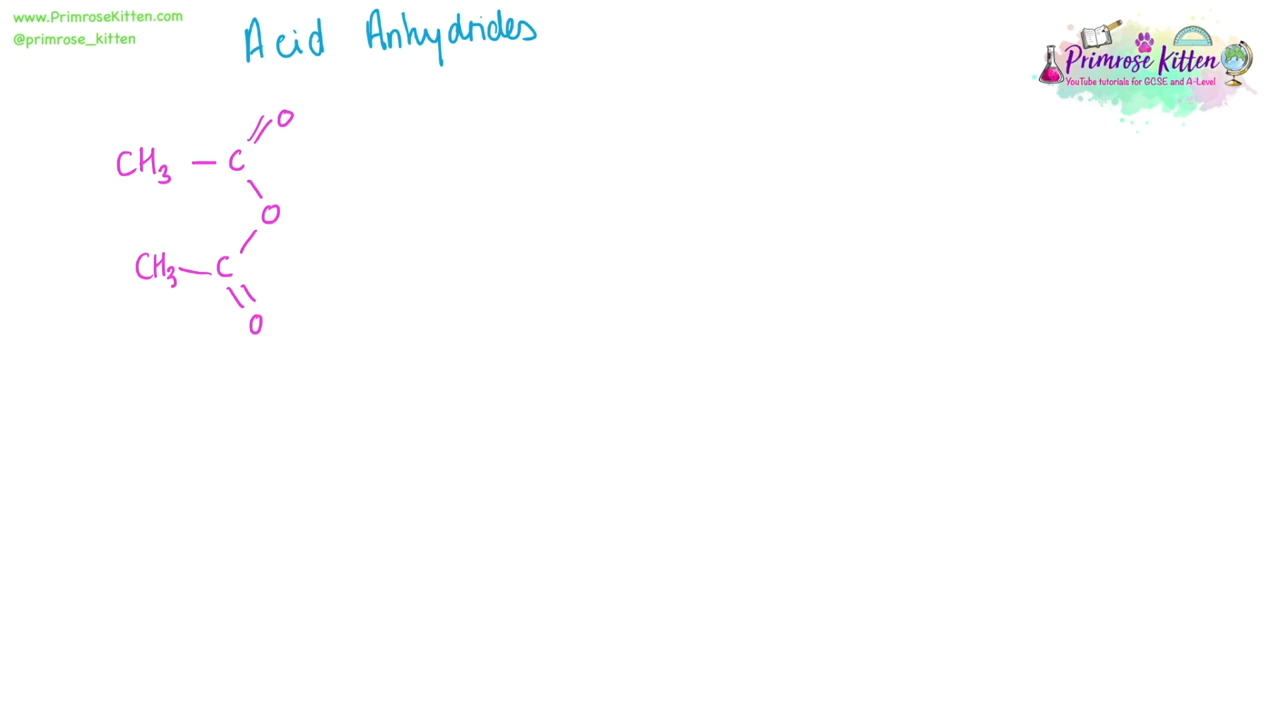 www.PrimroseKitten.com
@primrose_kitten
Acid Anhydrides
Primrose Kitten
YouTube tutorials for GCSE and A-Level
O
CH₃ — C
O
CH₃ — C
O